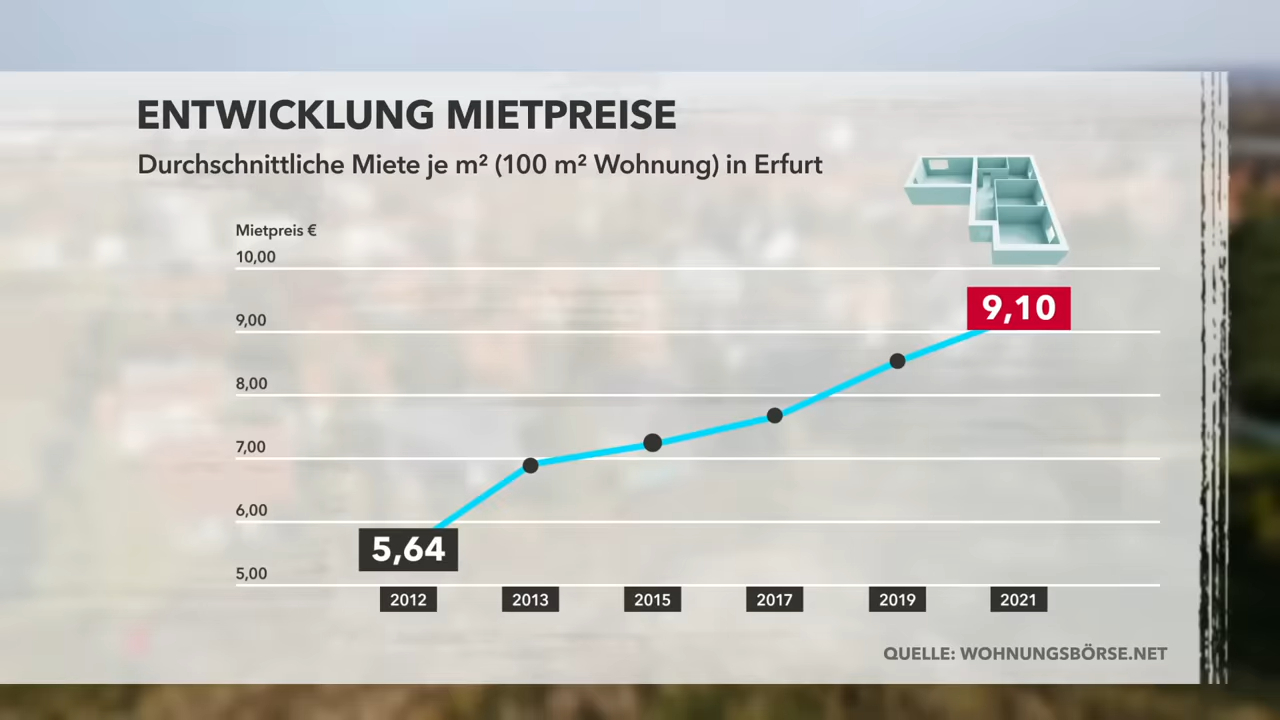 ENTWICKLUNG MIETPREISE
Durchschnittliche Miete je m² (100 m² Wohnung) in Erfurt
Mietpreis €
10,00
9,10
9,00
8,00
7,00
6,00
5,64
5,00
2012 2013 2015 2017 2019 2021
QUELLE: WOHNUNGSBÖRSE.NET